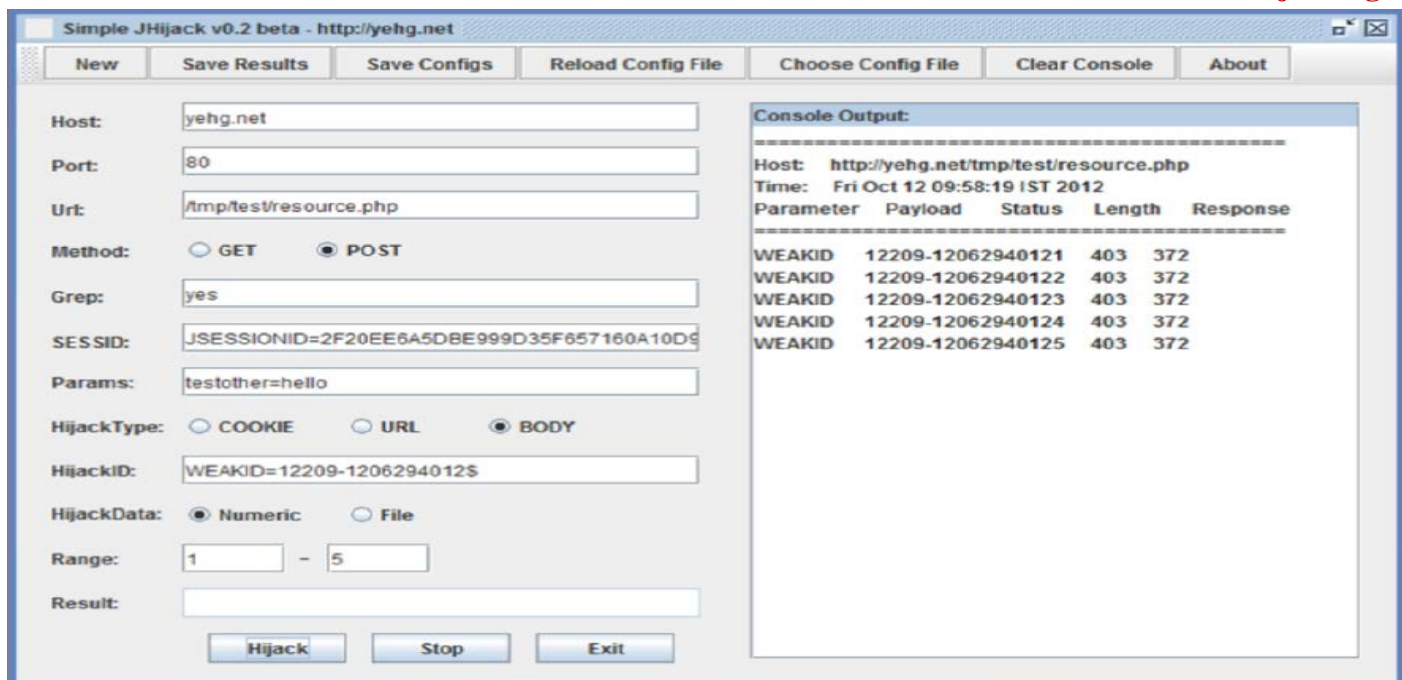 Simple JHijack v0.2 beta - http://yehg.net
New Save Results Save Configs Reload Config File Choose Config File Clear Console About
Host: yehg.net
Port: 80
Url: /tmp/test/resource.php
Method: GET POST
Grep: yes
SESSID: JSESSIONID=2F20EE6A5DBE999D35F657160A10D9
Params: testother=hello
HijackType: COOKIE URL BODY
HijackID: WEAKID=12209-1206294012$
HijackData: Numeric File
Range: 1 - 5
Result:
Hijack Stop Exit
Console Output:
==============================================
Host: http://yehg.net/tmp/test/resource.php
Time: Fri Oct 12 09:58:19 IST 2012
Parameter Payload Status Length Response
==============================================
WEAKID 12209-12062940121 403 372
WEAKID 12209-12062940122 403 372
WEAKID 12209-12062940123 403 372
WEAKID 12209-12062940124 403 372
WEAKID 12209-12062940125 403 372